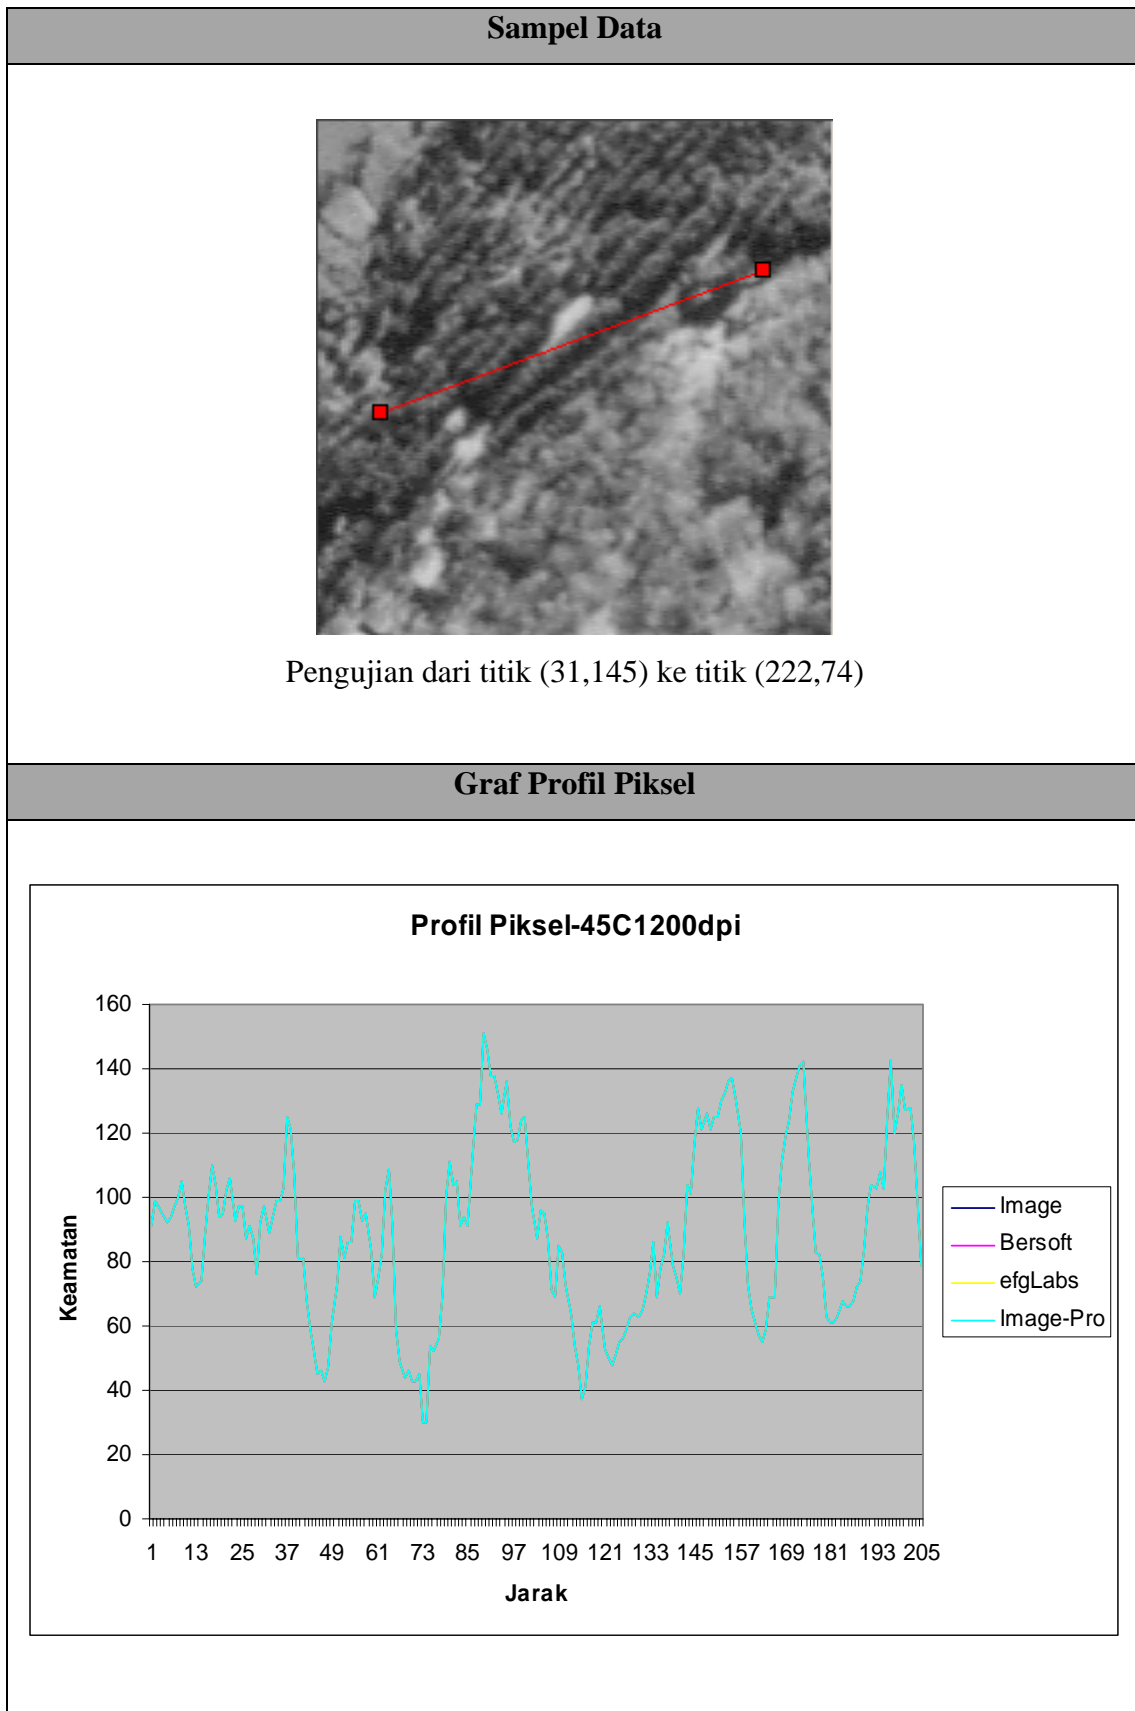 Sampel Data
Pengujian dari titik (31,145) ke titik (222,74)
Graf Profil Piksel
Profil Piksel-45C1200dpi
160
140
120
100
80
60
40
20
0
Keamatan
1 13 25 37 49 61 73 85 97 109 121 133 145 157 169 181 193 205
Jarak
Image
Bersoft
efgLabs
Image-Pro